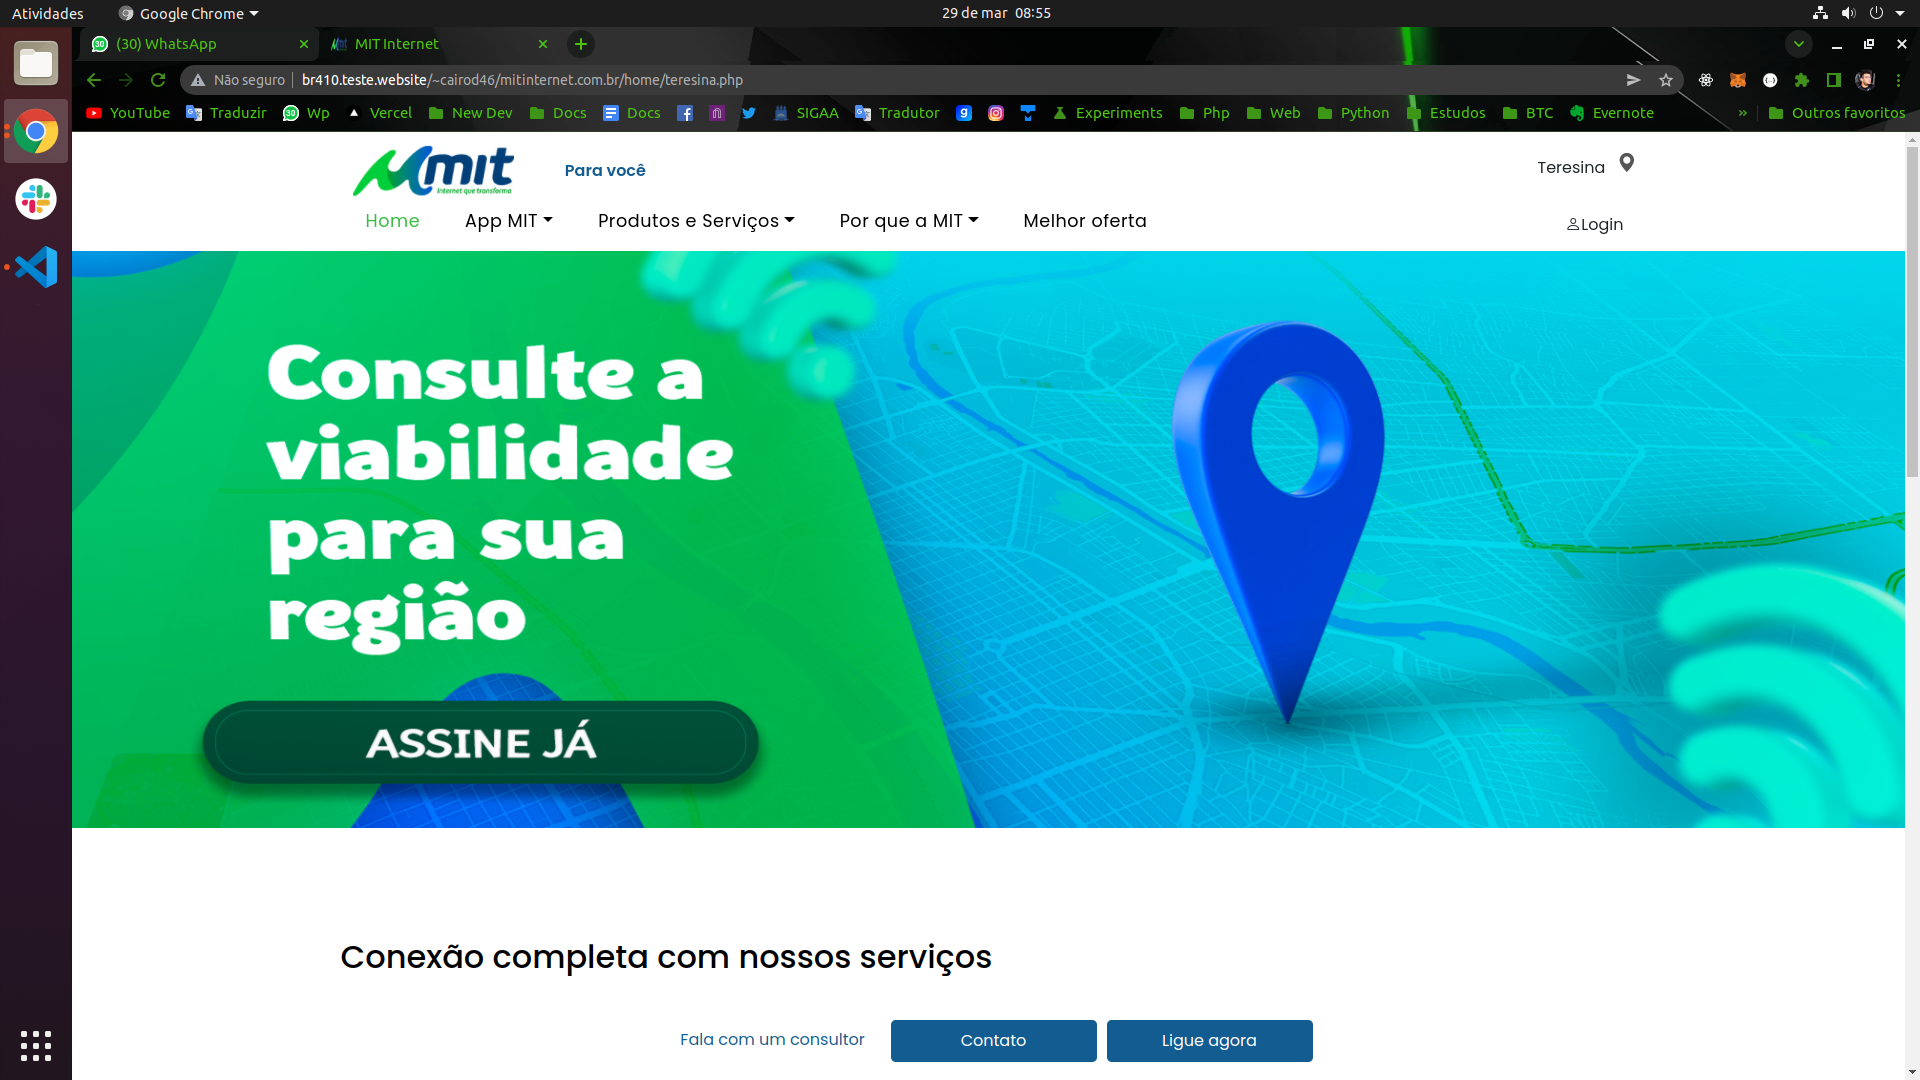 Atividades
Google Chrome
29 de mar 08:55
(30) WhatsApp
MIT Internet
Não seguro
br410.teste.website/~cairod46/mitinternet.com.br/home/teresina.php
YouTube
Traduzir
Wp
Vercel
New Dev
Docs
Docs
SIGAA
Tradutor
Experiments
Php
Web
Python
Estudos
BTC
Evernote
»
Outros favoritos
mit
Internet que transforma
Para você
Teresina
Home
App MIT
Produtos e Serviços
Por que a MIT
Melhor oferta
Login
Consulte a
viabilidade
para sua
região
ASSINE JÁ
Conexão completa com nossos serviços
Fala com um consultor
Contato
Ligue agora